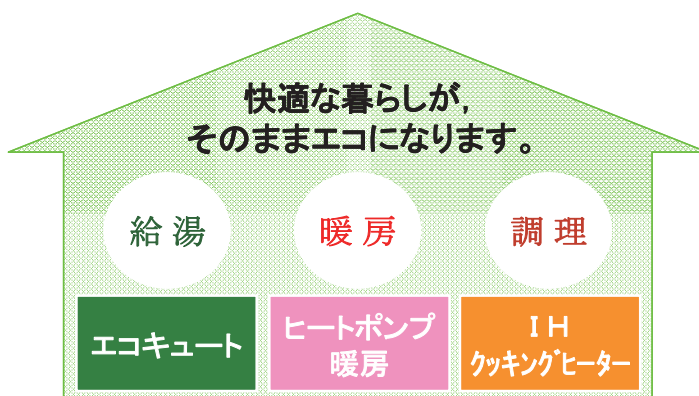 快適な暮らしが,
そのままエコになります。
給湯
暖房
調理
エコキュート
ヒートポンプ
暖房
IH
クッキングヒーター